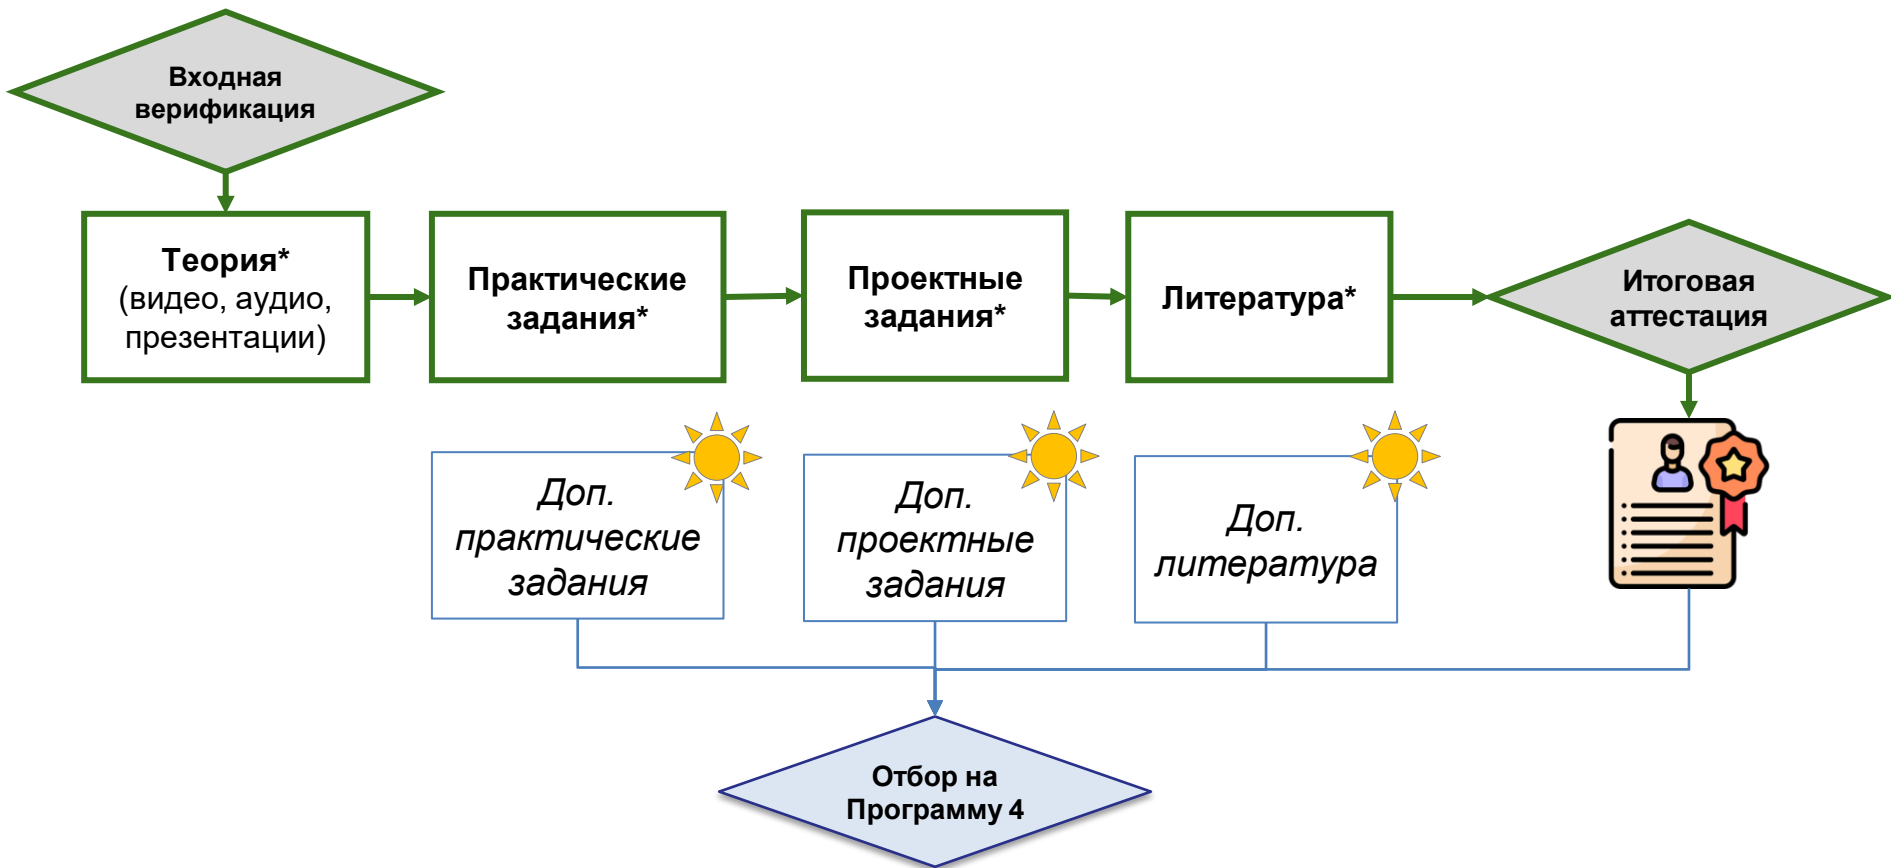 Входная
верификация
Теория*
(видео, аудио,
презентации)
Практические
задания*
Проектные
задания*
Литература*
Итоговая
аттестация
Доп.
практические
задания
Доп.
проектные
задания
Доп.
литература
Отбор на
Программу 4